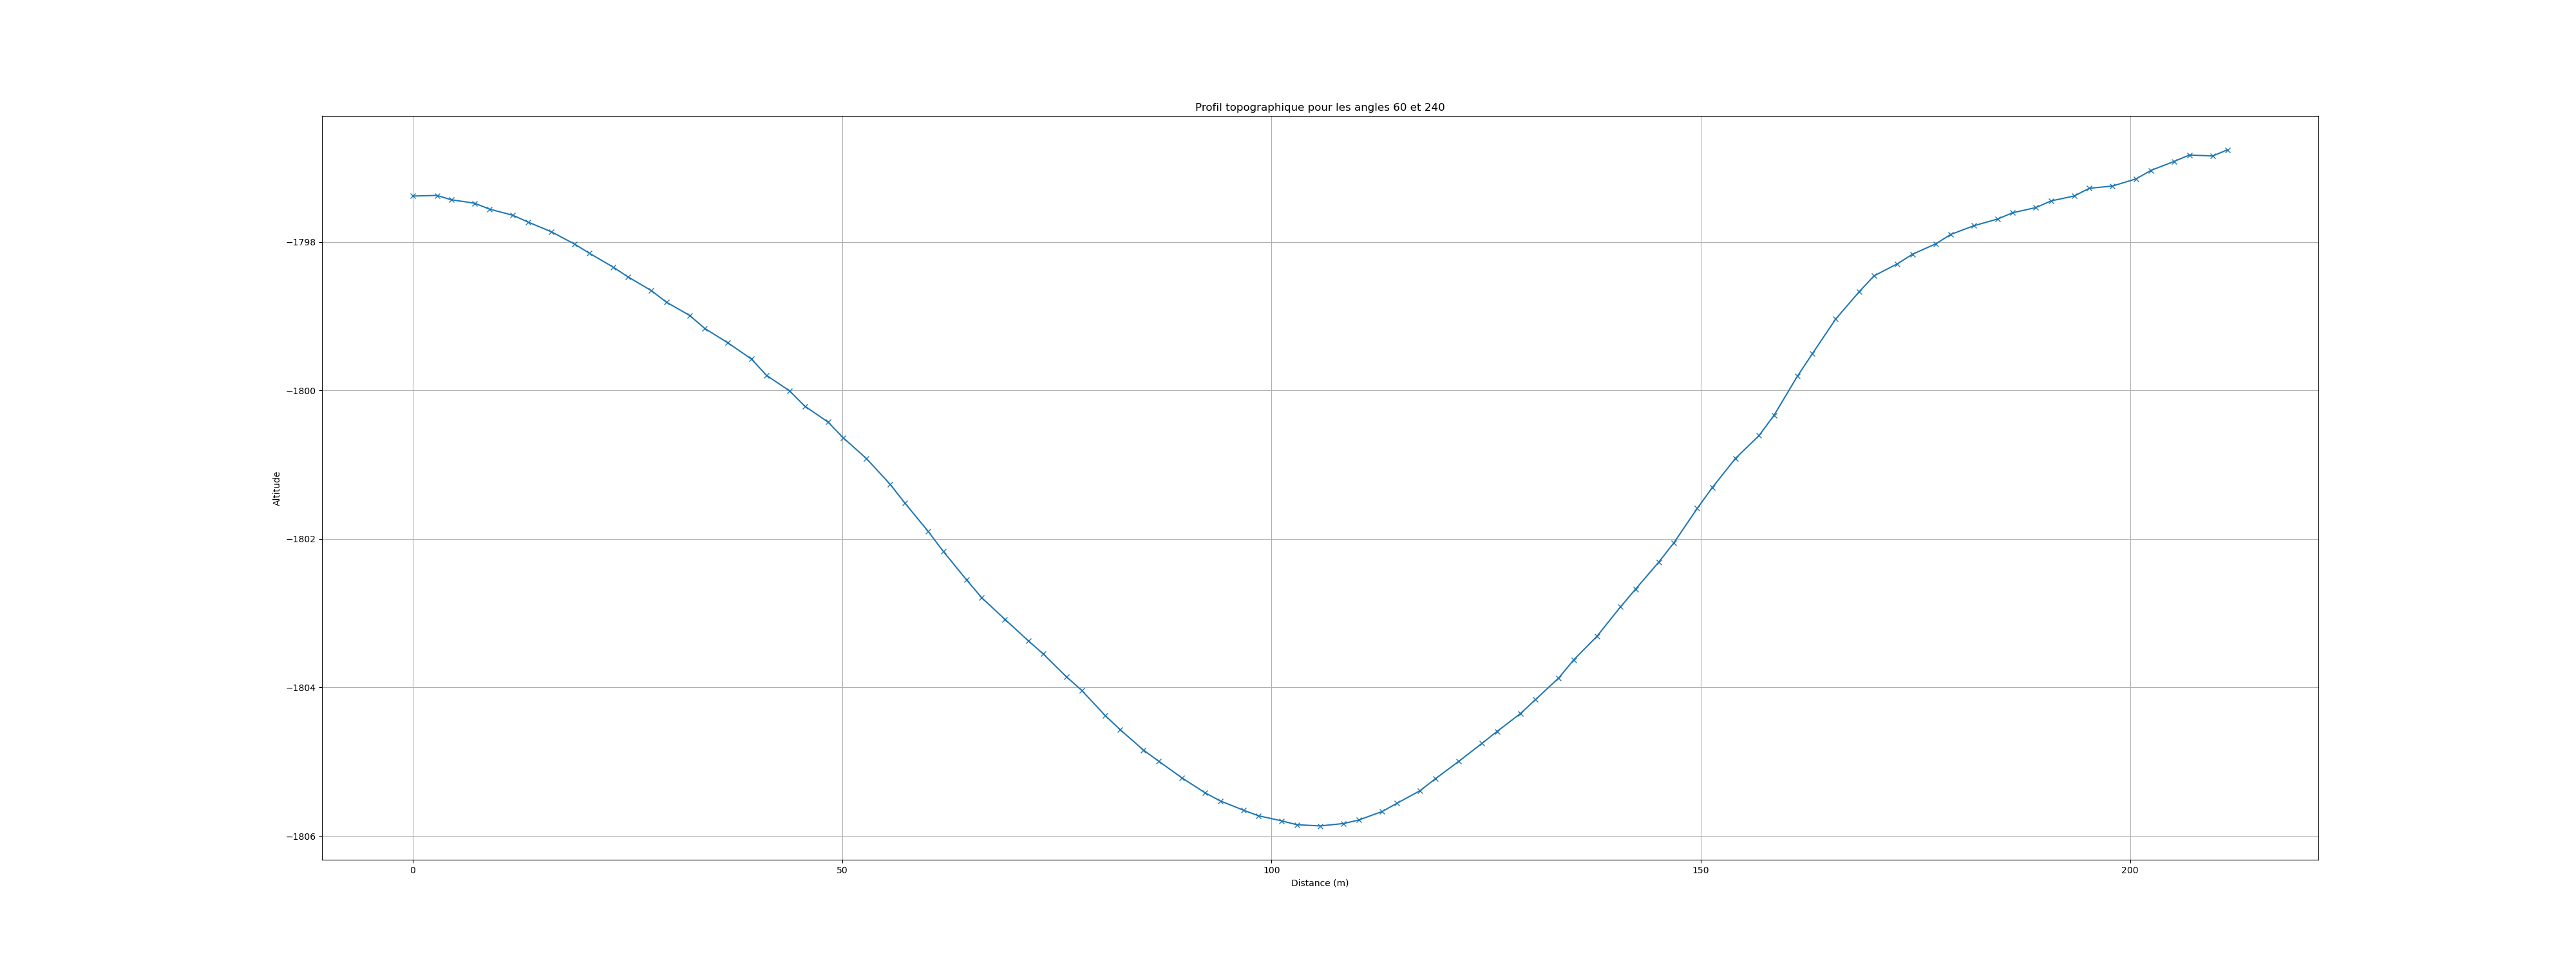 Profil topographique pour les angles 60 et 240
Altitude
−1798
−1800
−1802
−1804
−1806
0 50 100 150 200
Distance (m)